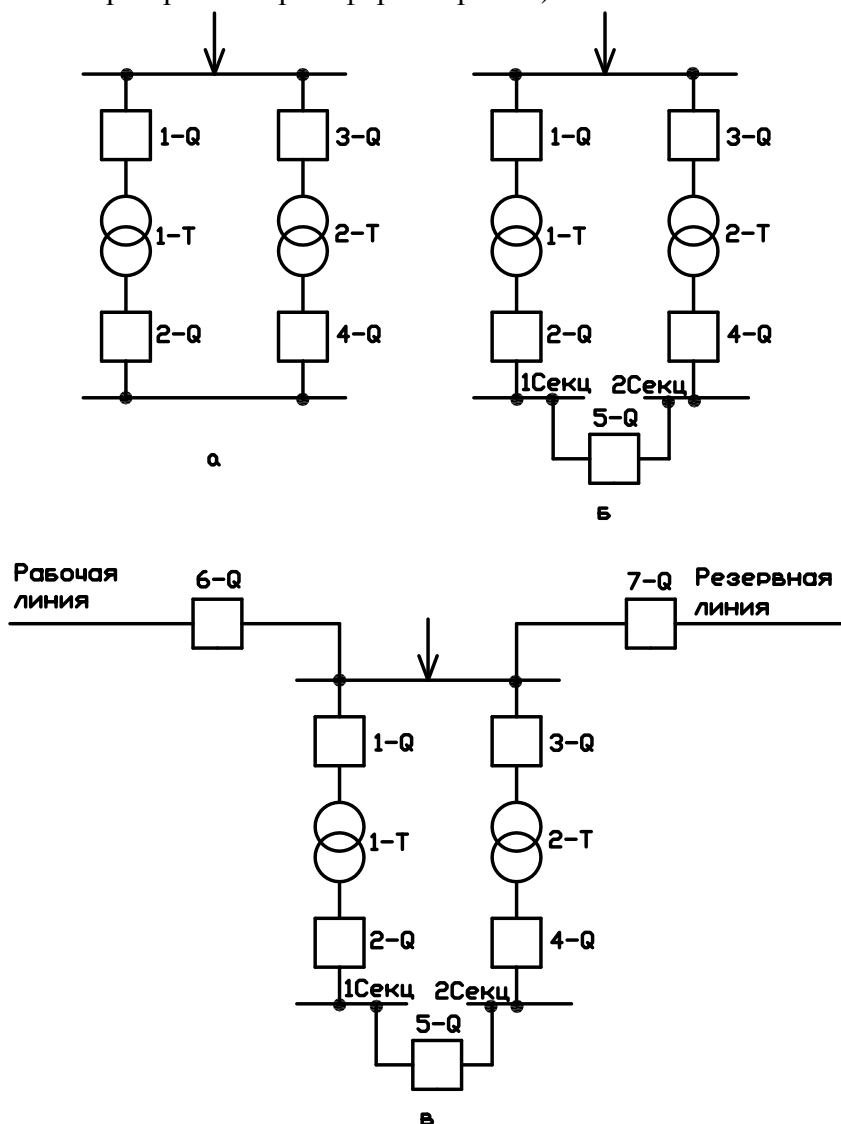 1-Q
3-Q
1-Q
3-Q
1-T
2-T
1-T
2-T
2-Q
4-Q
2-Q
4-Q
1Секц
2Секц
5-Q
а
б
Рабочая
линия
6-Q
7-Q
Резервная
линия
1-Q
3-Q
1-T
2-T
2-Q
4-Q
1Секц
2Секц
5-Q
в